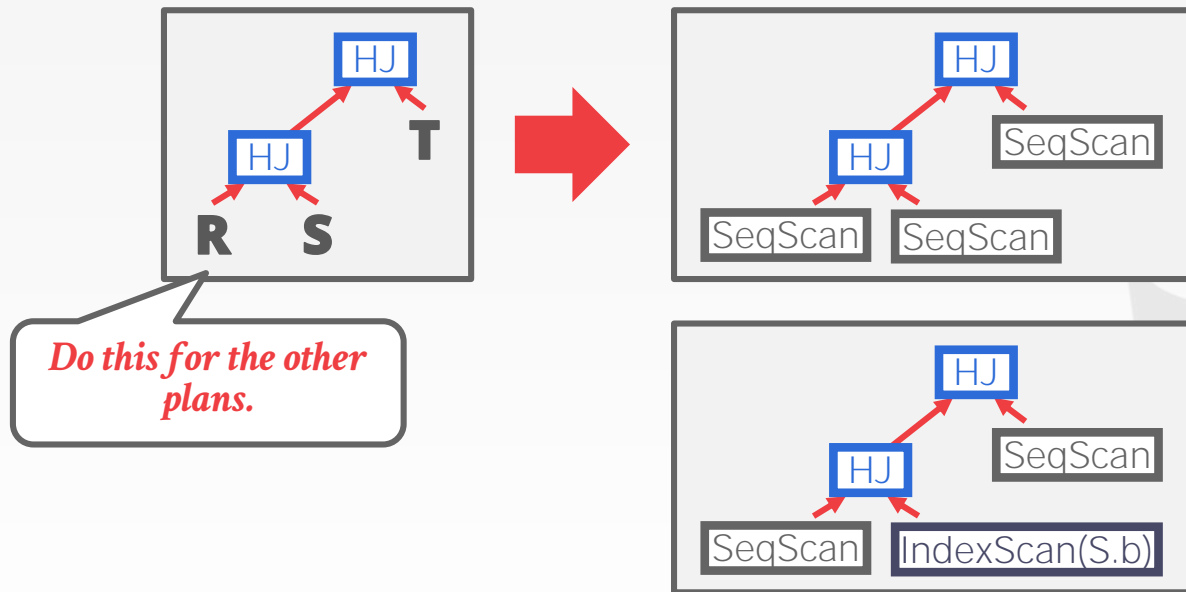 HJ
HJ
T
R S
Do this for the other
plans.
HJ
HJ
SeqScan
SeqScan SeqScan
HJ
HJ
SeqScan
SeqScan IndexScan(S.b)